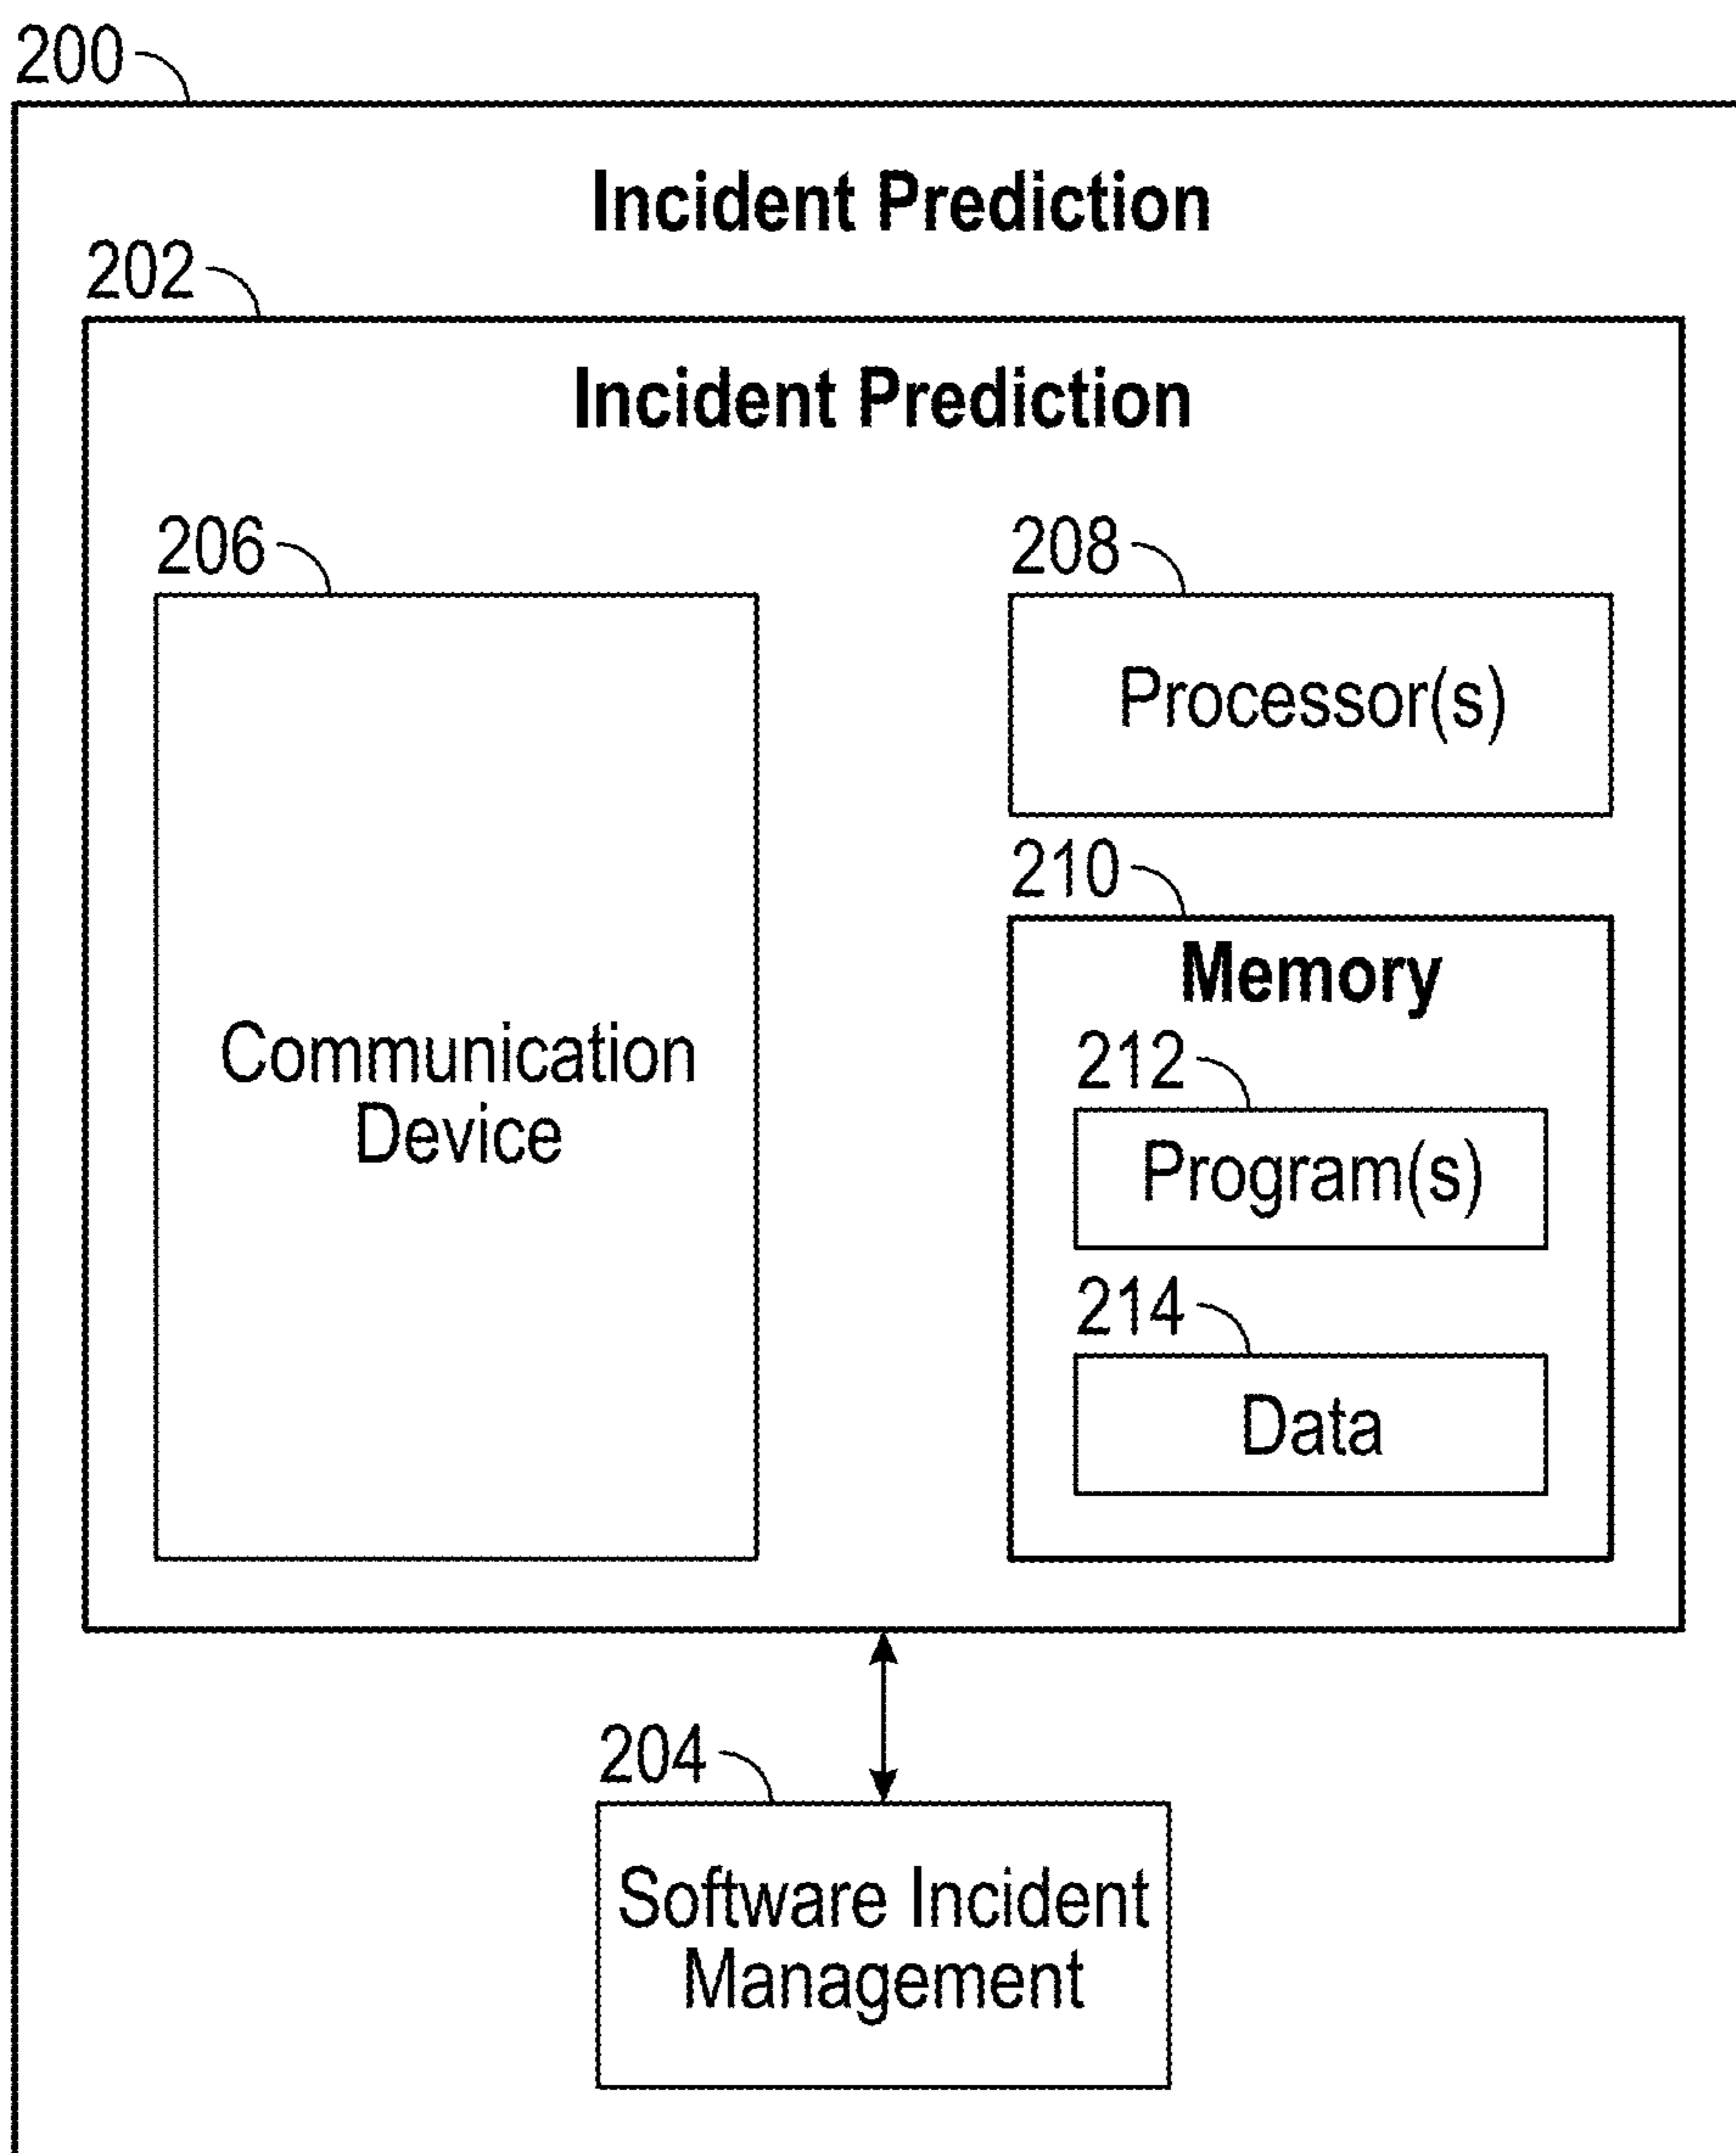 200
Incident Prediction
202
Incident Prediction
206
208
Processor(s)
210
Memory
Communication
Device
212
Program(s)
214
Data
204
Software Incident
Management